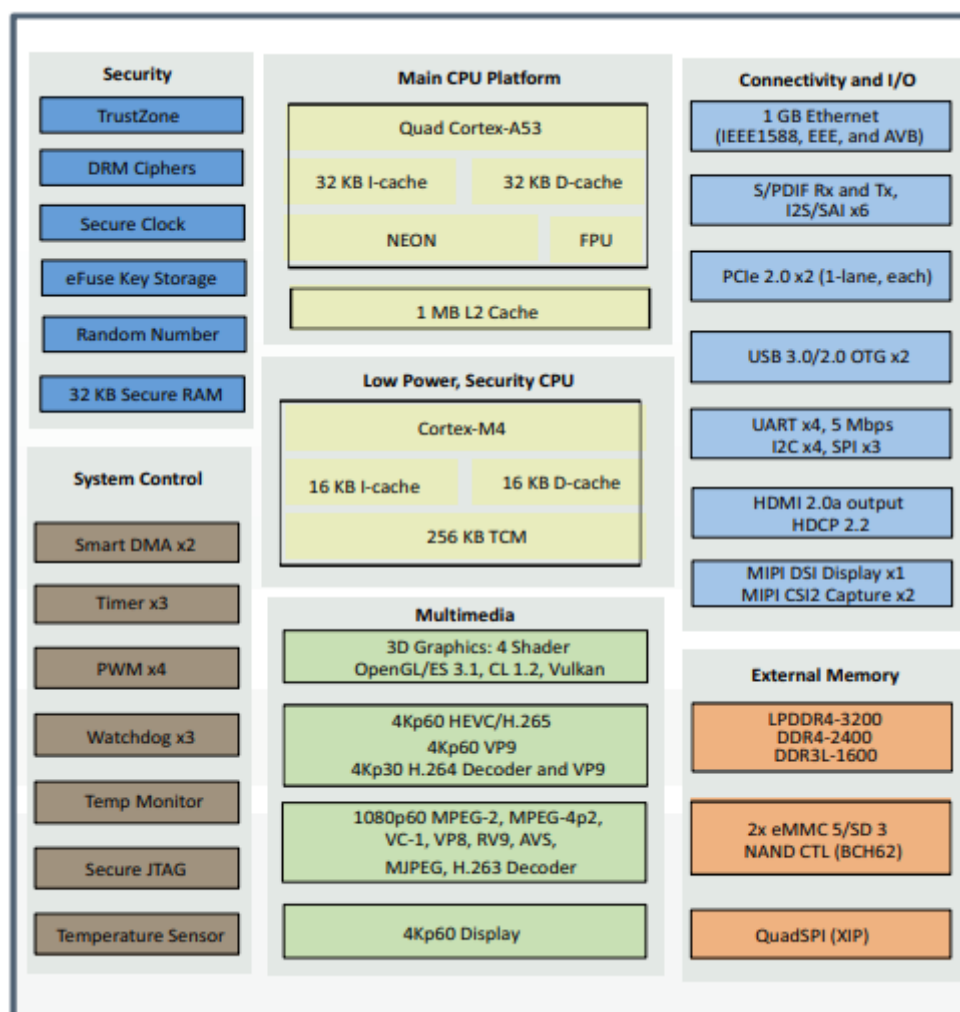 Security
TrustZone
DRM Ciphers
Secure Clock
eFuse Key Storage
Random Number
32 KB Secure RAM
System Control
Smart DMA x2
Timer x3
PWM x4
Watchdog x3
Temp Monitor
Secure JTAG
Temperature Sensor
Main CPU Platform
Quad Cortex-A53
32 KB I-cache
32 KB D-cache
NEON
FPU
1 MB L2 Cache
Low Power, Security CPU
Cortex-M4
16 KB I-cache
16 KB D-cache
256 KB TCM
Multimedia
3D Graphics: 4 Shader
OpenGL/ES 3.1, CL 1.2, Vulkan
4Kp60 HEVC/H.265
4Kp60 VP9
4Kp30 H.264 Decoder and VP9
1080p60 MPEG-2, MPEG-4p2,
VC-1, VP8, RV9, AVS,
MJPEG, H.263 Decoder
4Kp60 Display
Connectivity and I/O
1 GB Ethernet
(IEEE1588, EEE, and AVB)
S/PDIF Rx and Tx,
I2S/SAI x6
PCIe 2.0 x2 (1-lane, each)
USB 3.0/2.0 OTG x2
UART x4, 5 Mbps
I2C x4, SPI x3
HDMI 2.0a output
HDCP 2.2
MIPI DSI Display x1
MIPI CSI2 Capture x2
External Memory
LPDDR4-3200
DDR4-2400
DDR3L-1600
2x eMMC 5/SD 3
NAND CTL (BCH62)
QuadSPI (XIP)